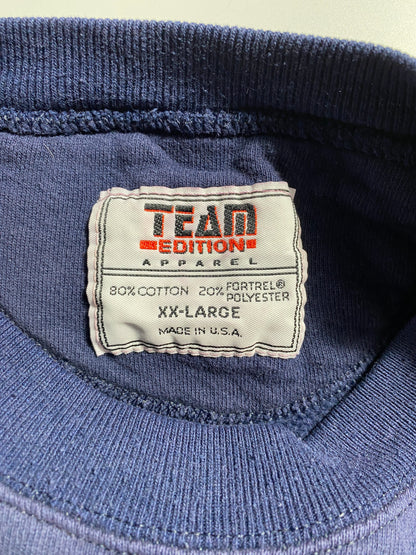 TEAM
EDITION
APPAREL
80% COTTON 20% FORTREL® POLYESTER
XX-LARGE
MADE IN U.S.A.